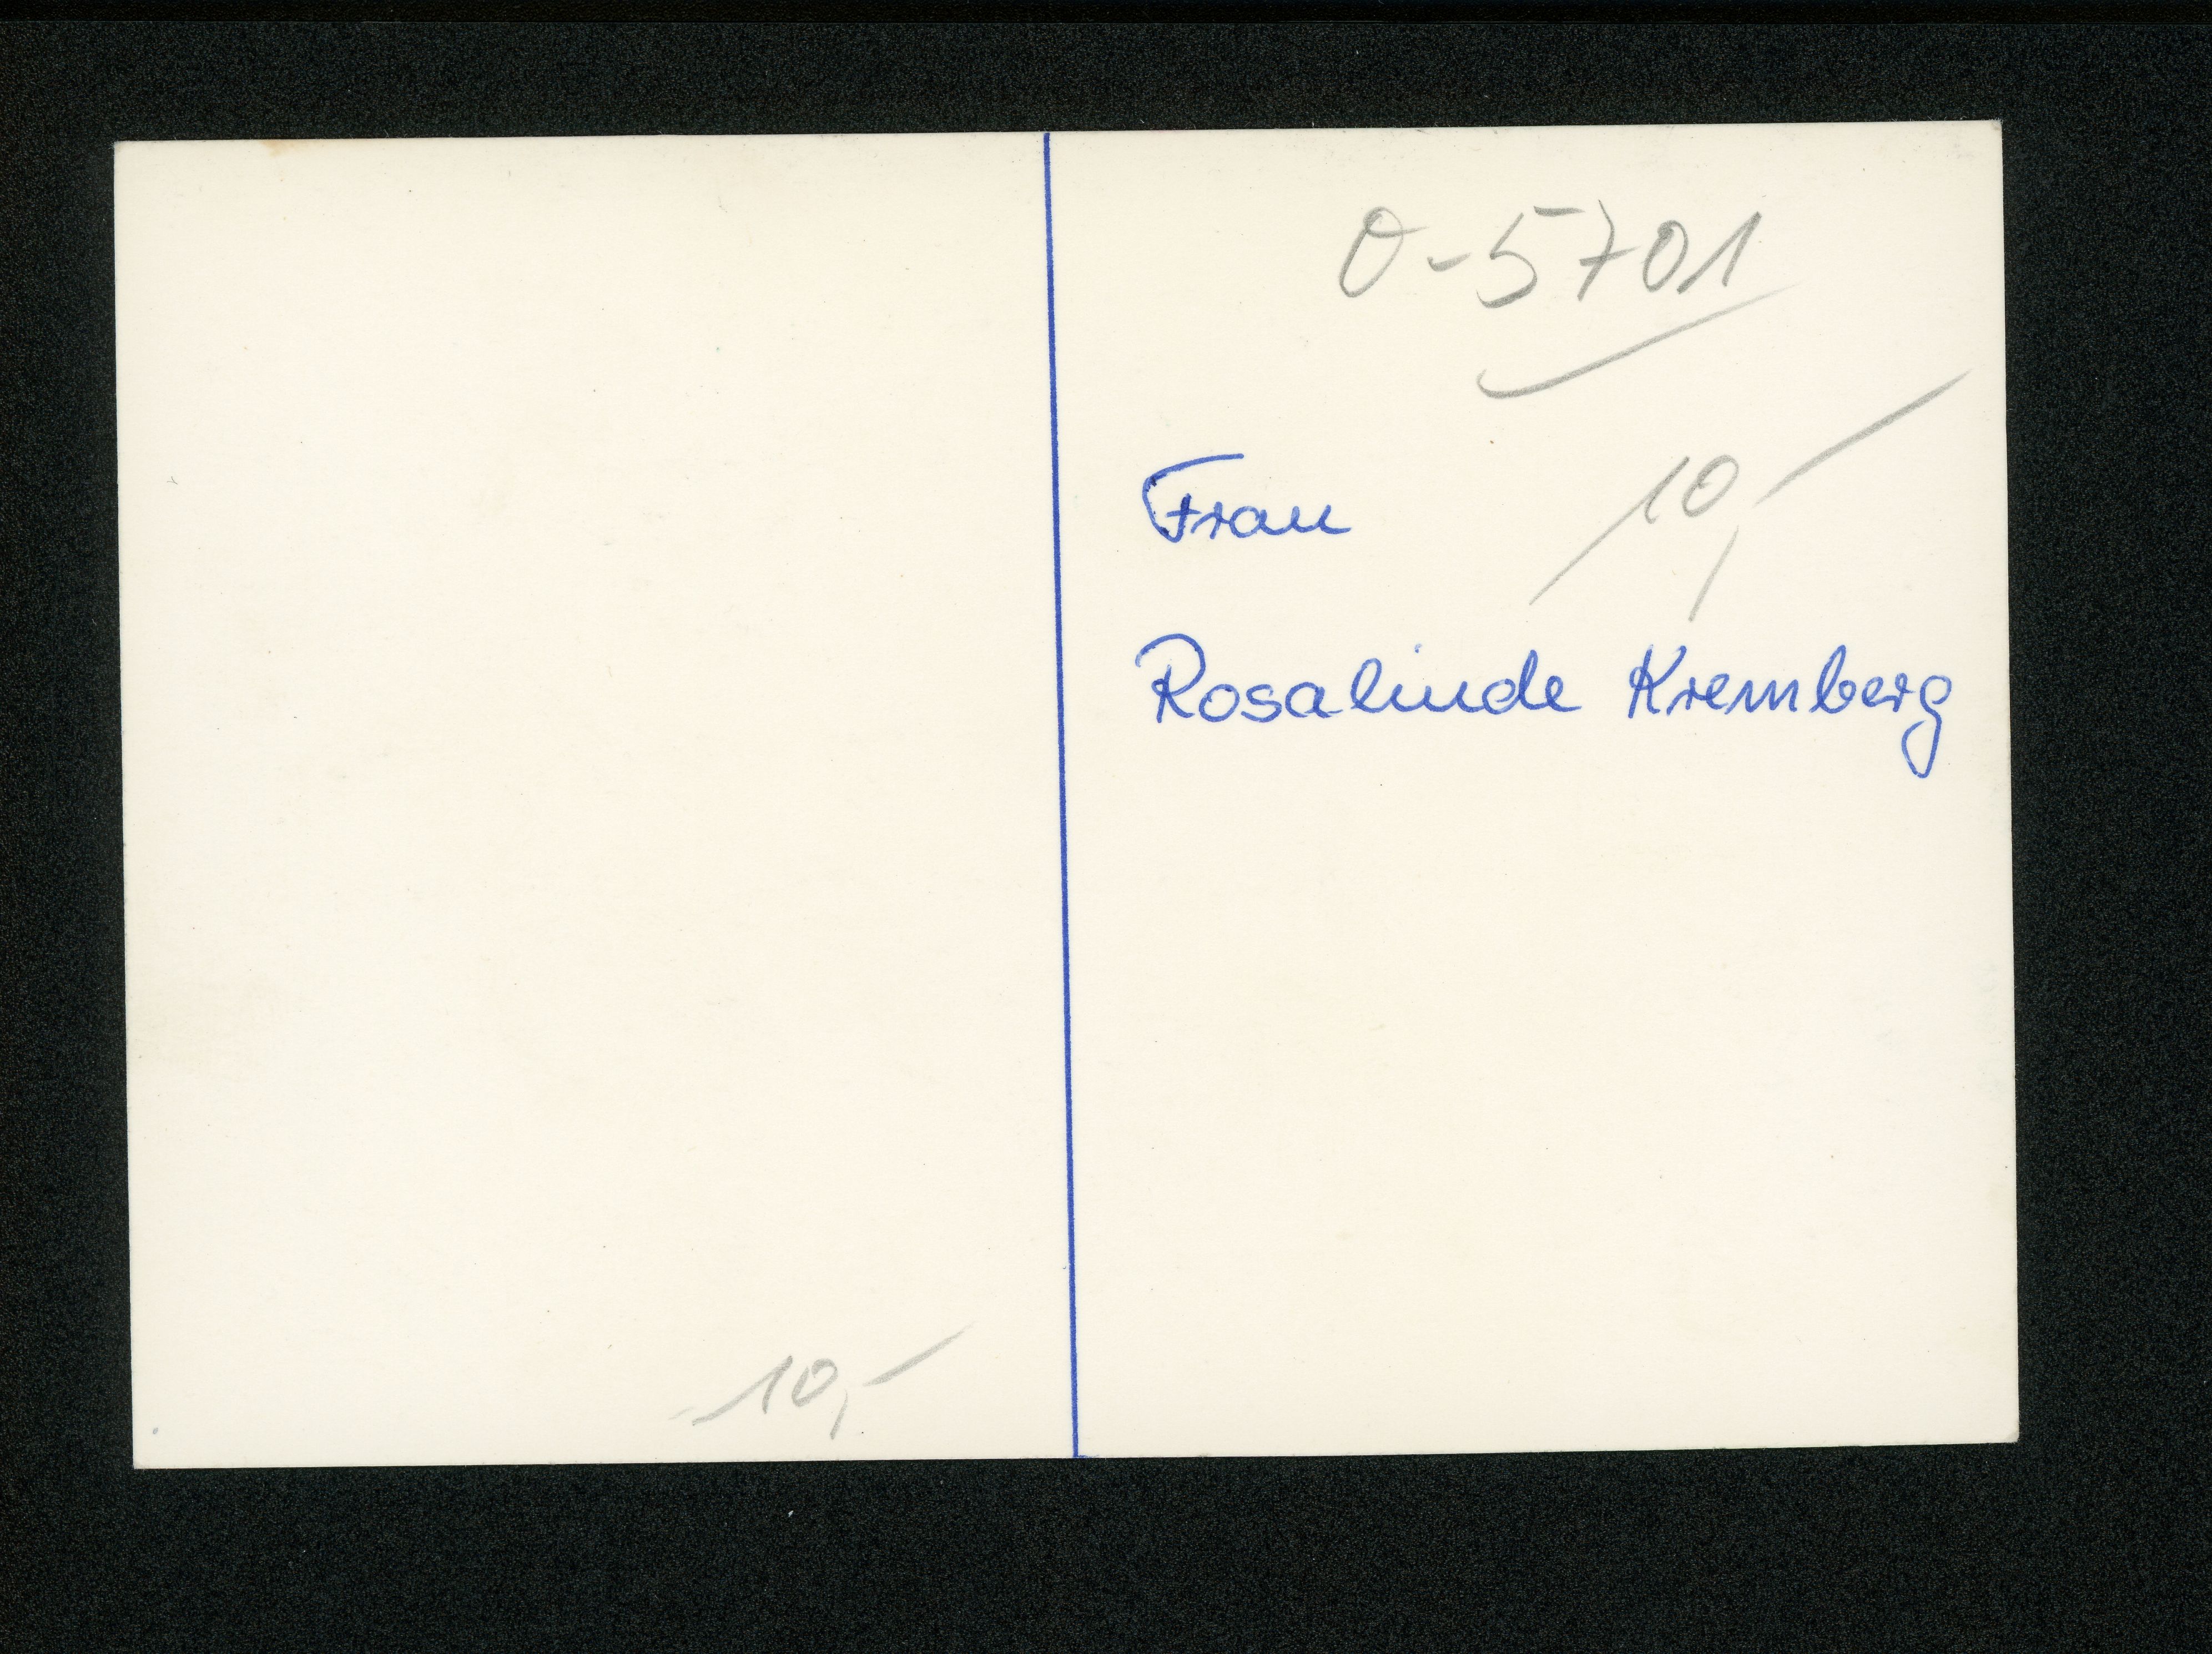 0-5701
10,-
Frau
Rosalinde Kremberg
10,-